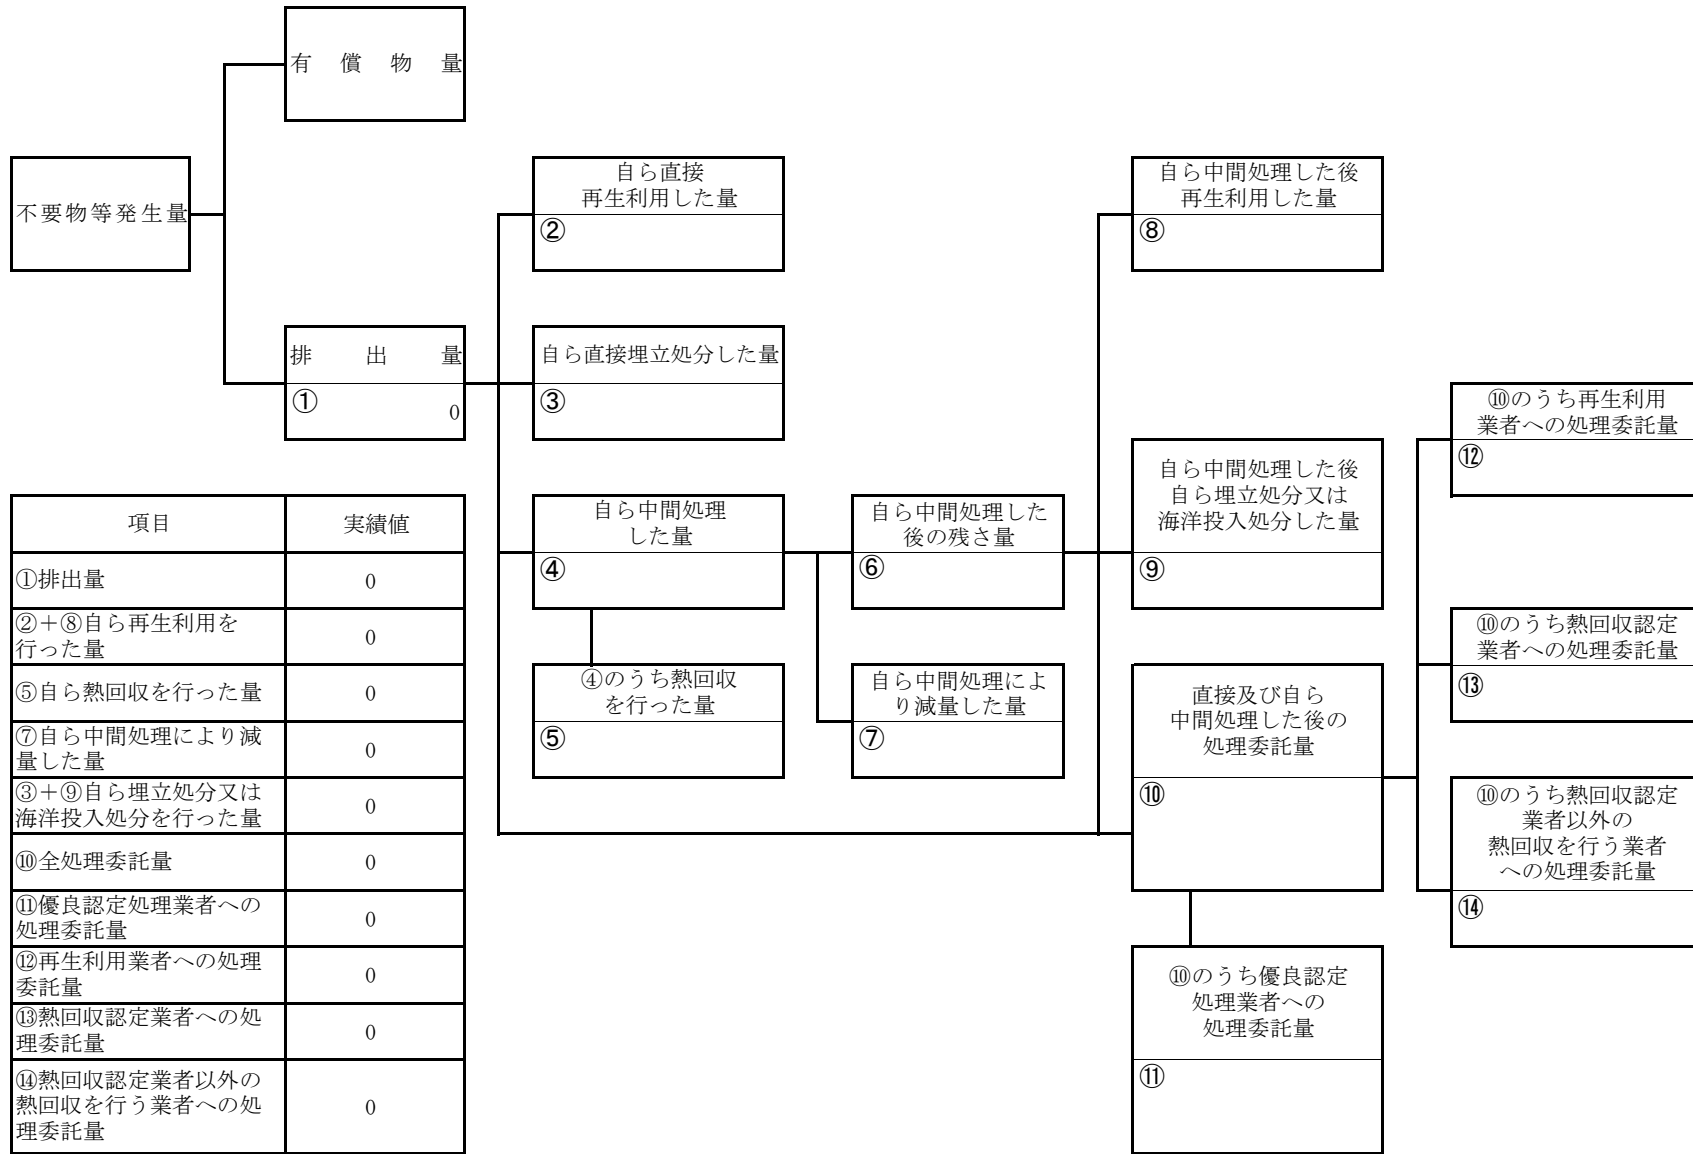 有償物量
不要物等発生量
排出量
①
0
自ら直接
再生利用した量
②
自ら直接埋立処分した量
③
自ら中間処理
した量
④
④のうち熱回収
を行った量
⑤
自ら中間処理した
後の残さ量
⑥
自ら中間処理によ
り減量した量
⑦
自ら中間処理した後
再生利用した量
⑧
自ら中間処理した後
自ら埋立処分又は
海洋投入処分した量
⑨
直接及び自ら
中間処理した後の
処理委託量
⑩
⑩のうち優良認定
処理業者への
処理委託量
⑪
⑩のうち再生利用
業者への処理委託量
⑫
⑩のうち熱回収認定
業者への処理委託量
⑬
⑩のうち熱回収認定
業者以外の
熱回収を行う業者
への処理委託量
⑭
項目 実績値
①排出量 0
②+⑧自ら再生利用を
行った量 0
⑤自ら熱回収を行った量 0
⑦自ら中間処理により減
量した量 0
③+⑨自ら埋立処分又は
海洋投入処分を行った量 0
⑩全処理委託量 0
⑪優良認定処理業者への
処理委託量 0
⑫再生利用業者への処理
委託量 0
⑬熱回収認定業者への処
理委託量 0
⑭熱回収認定業者以外の
熱回収を行う業者への処 0
理委託量